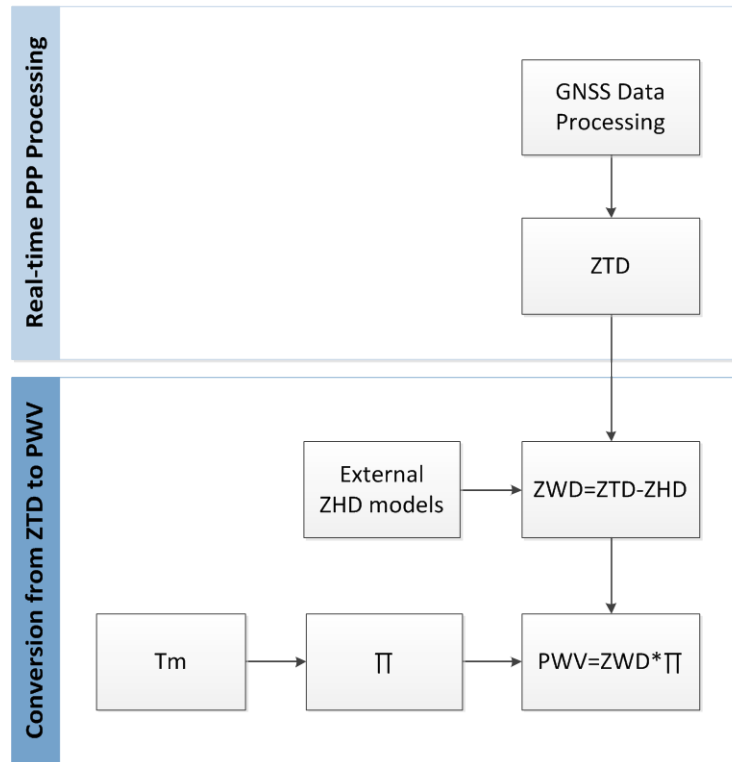 Real-time PPP Processing
GNSS Data
Processing
ZTD
Conversion from ZTD to PWV
External
ZHD models
ZWD=ZTD-ZHD
Tm
∏
PWV=ZWD*∏